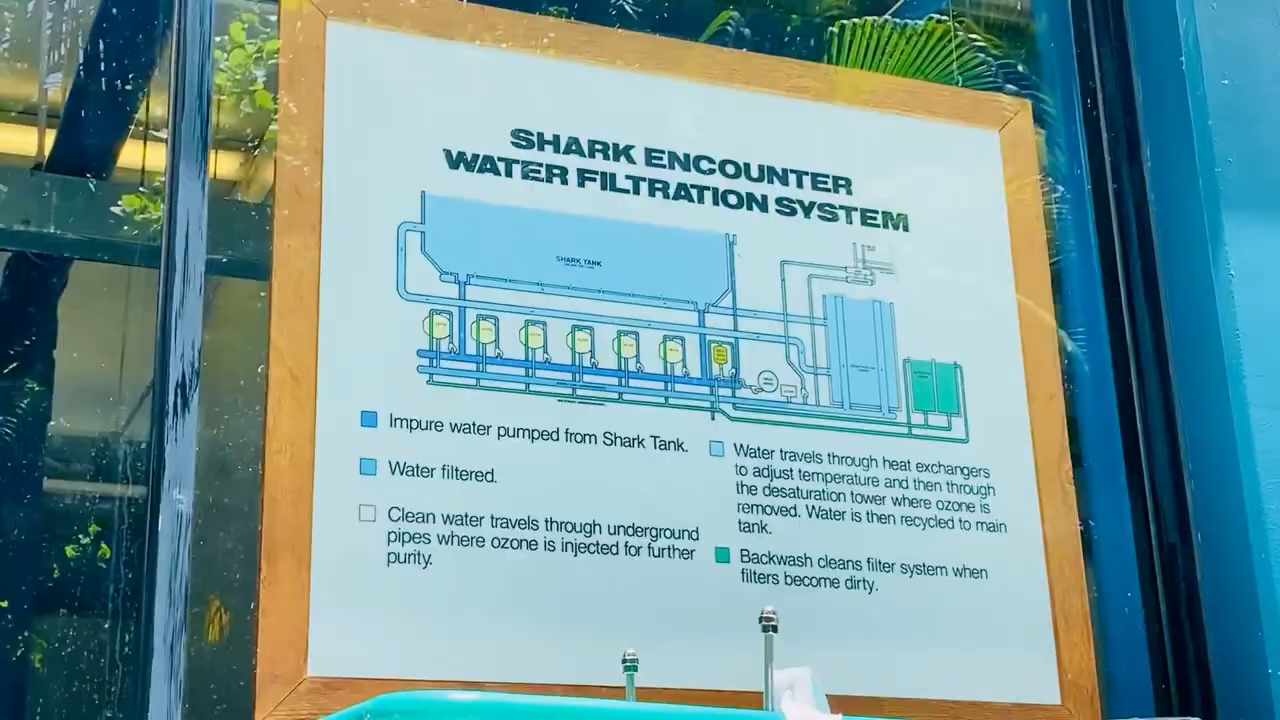 SHARK ENCOUNTER
WATER FILTRATION SYSTEM
SHARK TANK
Impure water pumped from Shark Tank.
Water filtered.
Clean water travels through underground
pipes where ozone is injected for further
purity.
Water travels through heat exchangers
to adjust temperature and then through
the desaturation tower where ozone is
removed. Water is then recycled to main
tank.
Backwash cleans filter system when
filters become dirty.